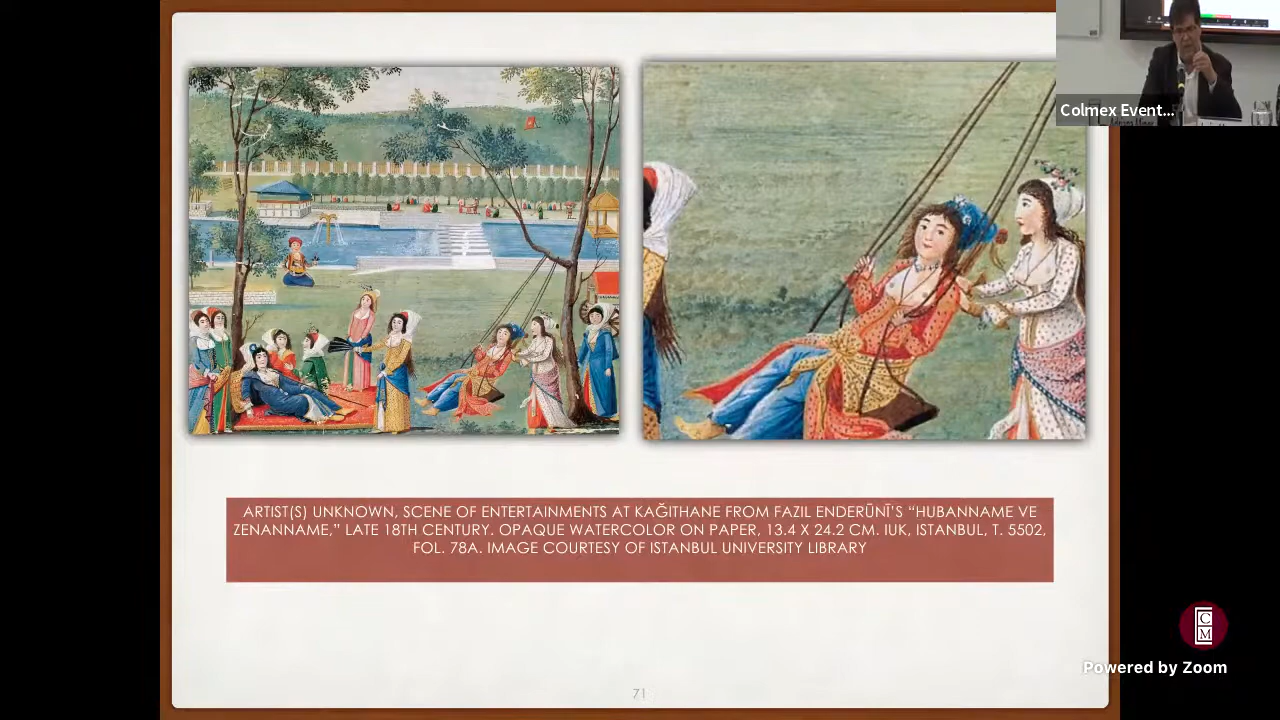 Colmex Event...
ARTIST(S) UNKNOWN, SCENE OF ENTERTAINMENTS AT KAĞITHANE FROM FAZIL ENDERŪNĪ’S “HUBANNAME VE
ZENANNAME,” LATE 18TH CENTURY. OPAQUE WATERCOLOR ON PAPER, 13.4 X 24.2 CM. IUK, ISTANBUL, T. 5502,
FOL. 78A. IMAGE COURTESY OF ISTANBUL UNIVERSITY LIBRARY
C
M
Powered by Zoom
71